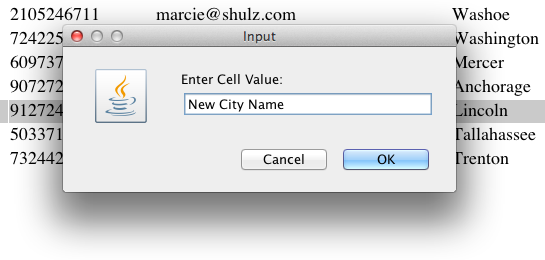 2105246711 marcie@shulz.com Washoe
Input
724225 Washington
609737 Mercer
Enter Cell Value:
907272 Anchorage
New City Name
912724 Lincoln
503371 Tallahassee
Cancel OK
732442 Trenton